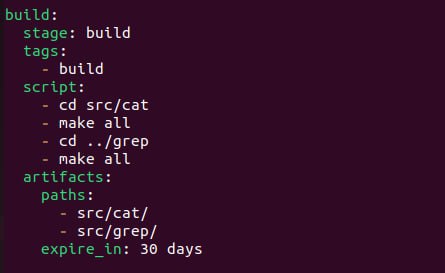 build:
  stage: build
  tags:
    - build
  script:
    - cd src/cat
    - make all
    - cd ../grep
    - make all
  artifacts:
    paths:
      - src/cat/
      - src/grep/
    expire_in: 30 days